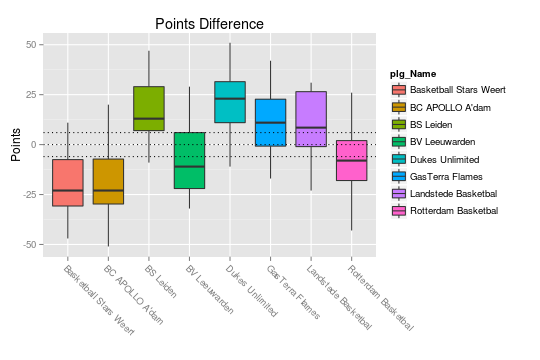 Points Difference
Points
50
25
0
-25
-50
Basketball Stars Weert
BC APOLLO A'dam
BS Leiden
BV Leeuwarden
Dukes Unlimited
GasTerra Flames
Landstede Basketbal
Rotterdam Basketbal
plg_Name
Basketball Stars Weert
BC APOLLO A'dam
BS Leiden
BV Leeuwarden
Dukes Unlimited
GasTerra Flames
Landstede Basketbal
Rotterdam Basketbal